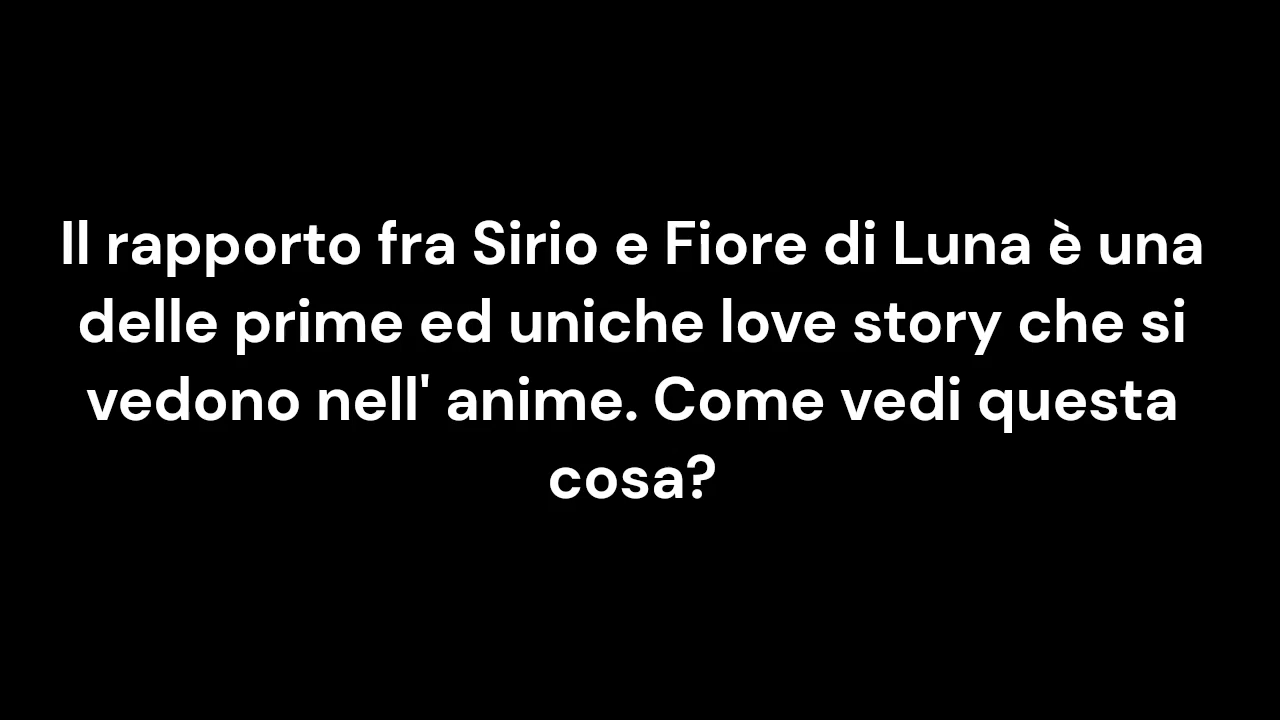 Il rapporto fra Sirio e Fiore di Luna è una
delle prime ed uniche love story che si
vedono nell' anime. Come vedi questa
cosa?